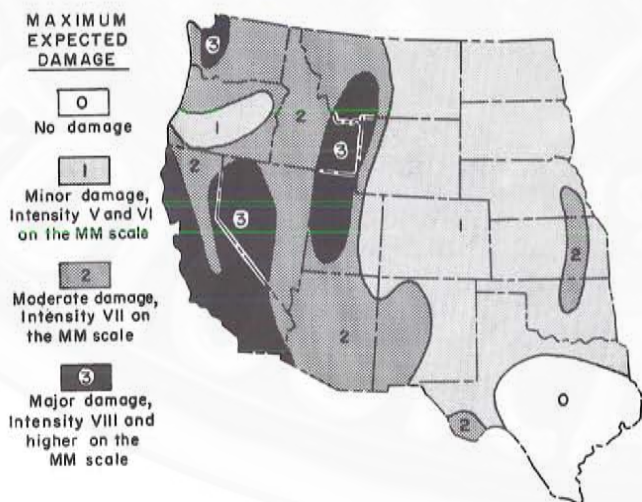 MAXIMUM
EXPECTED
DAMAGE
0
No damage
1
Minor damage,
Intensity V and VI
on the MM scale
2
Moderate damage,
Intensity VII on
the MM scale
3
Major damage,
Intensity VIII and
higher on the
MM scale
3
1
2
3
2
3
1
2
2
0
2